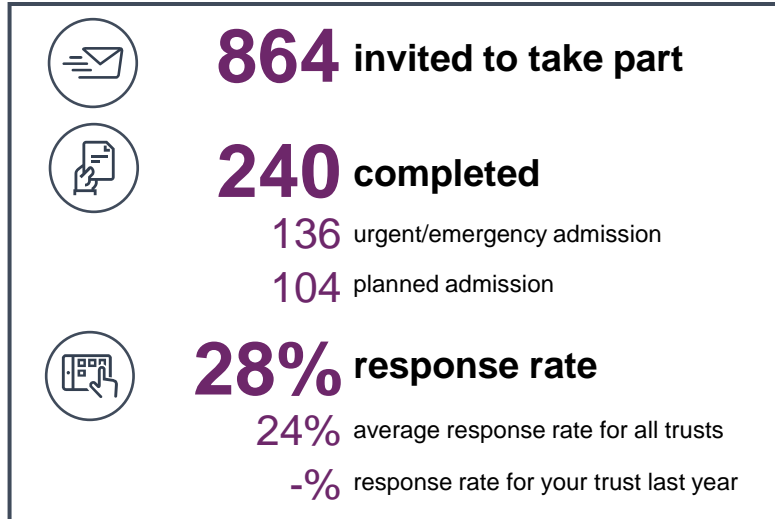 864 invited to take part
240 completed
136 urgent/emergency admission
104 planned admission
28% response rate
24% average response rate for all trusts
-% response rate for your trust last year